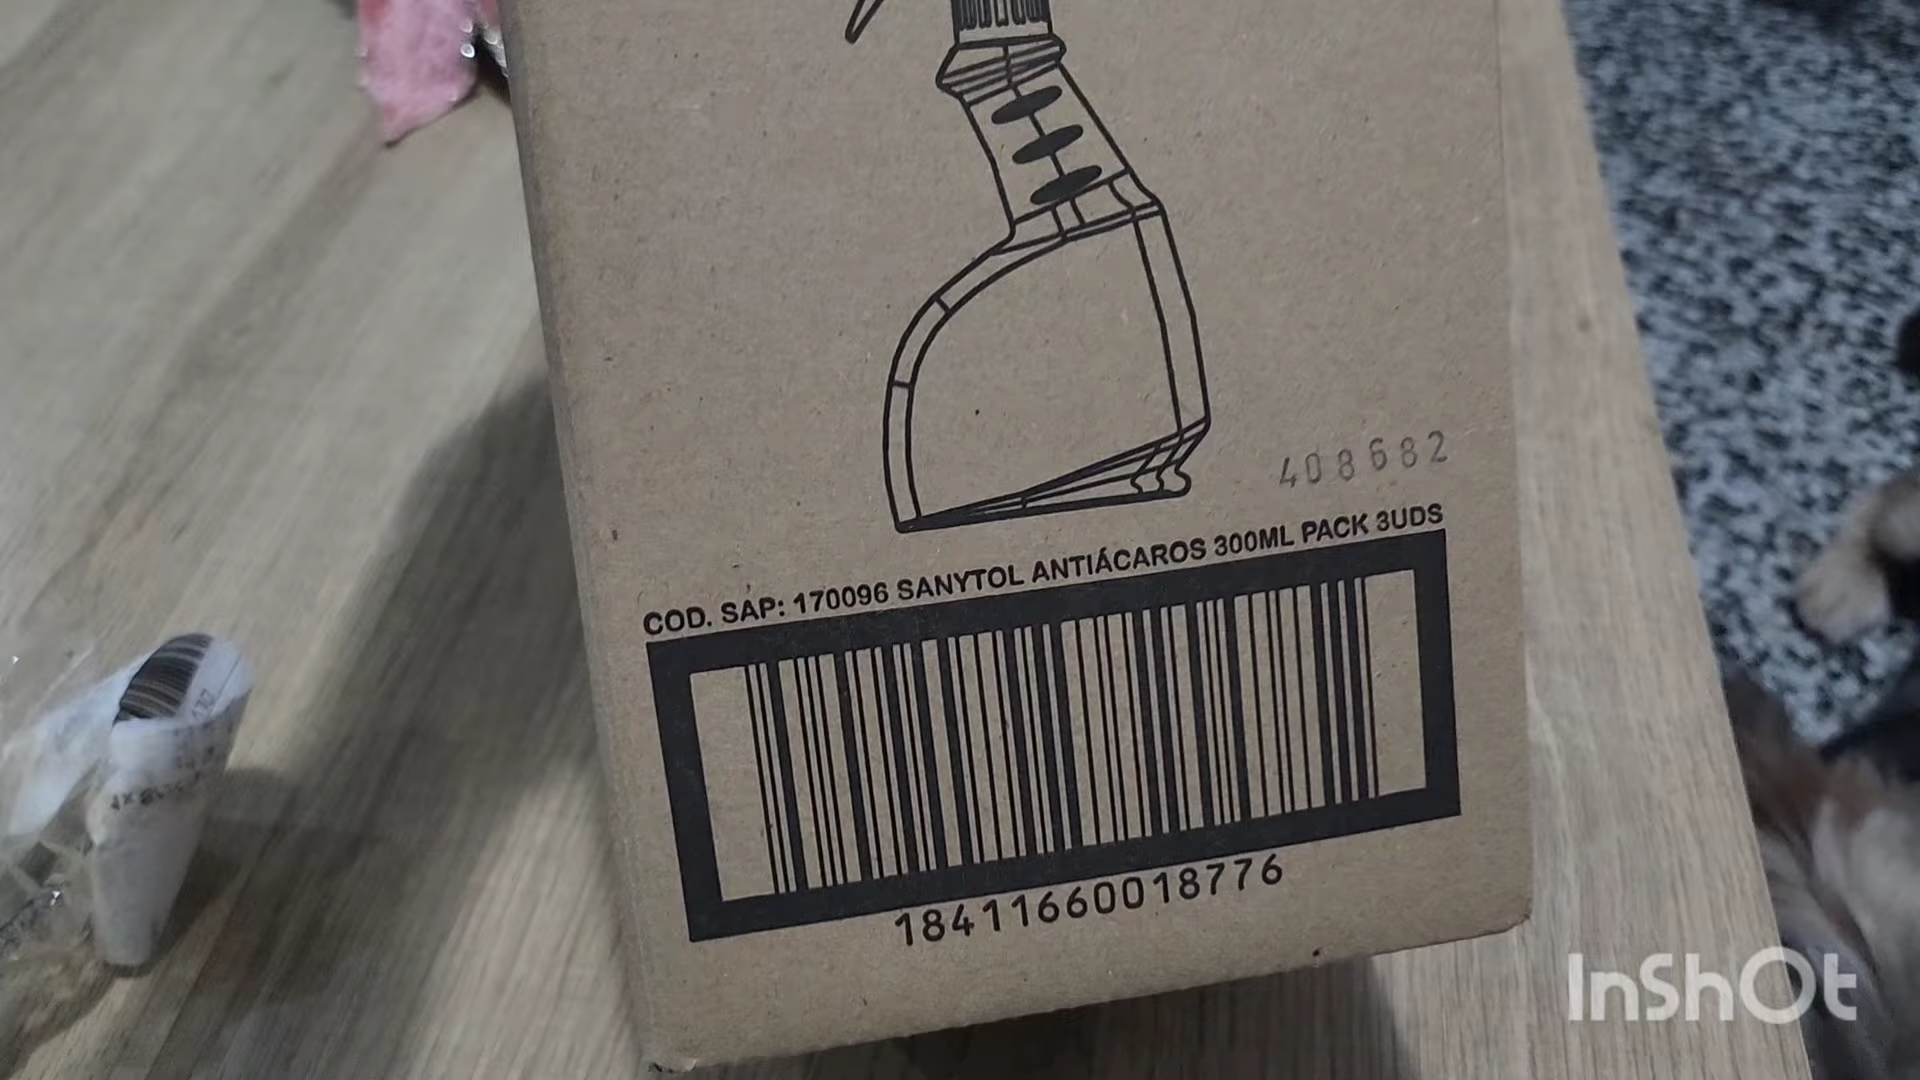 408682
COD. SAP: 170096 SANYTOL ANTIÁCAROS 300ML PACK 3UDS
18411660018776
InShOt